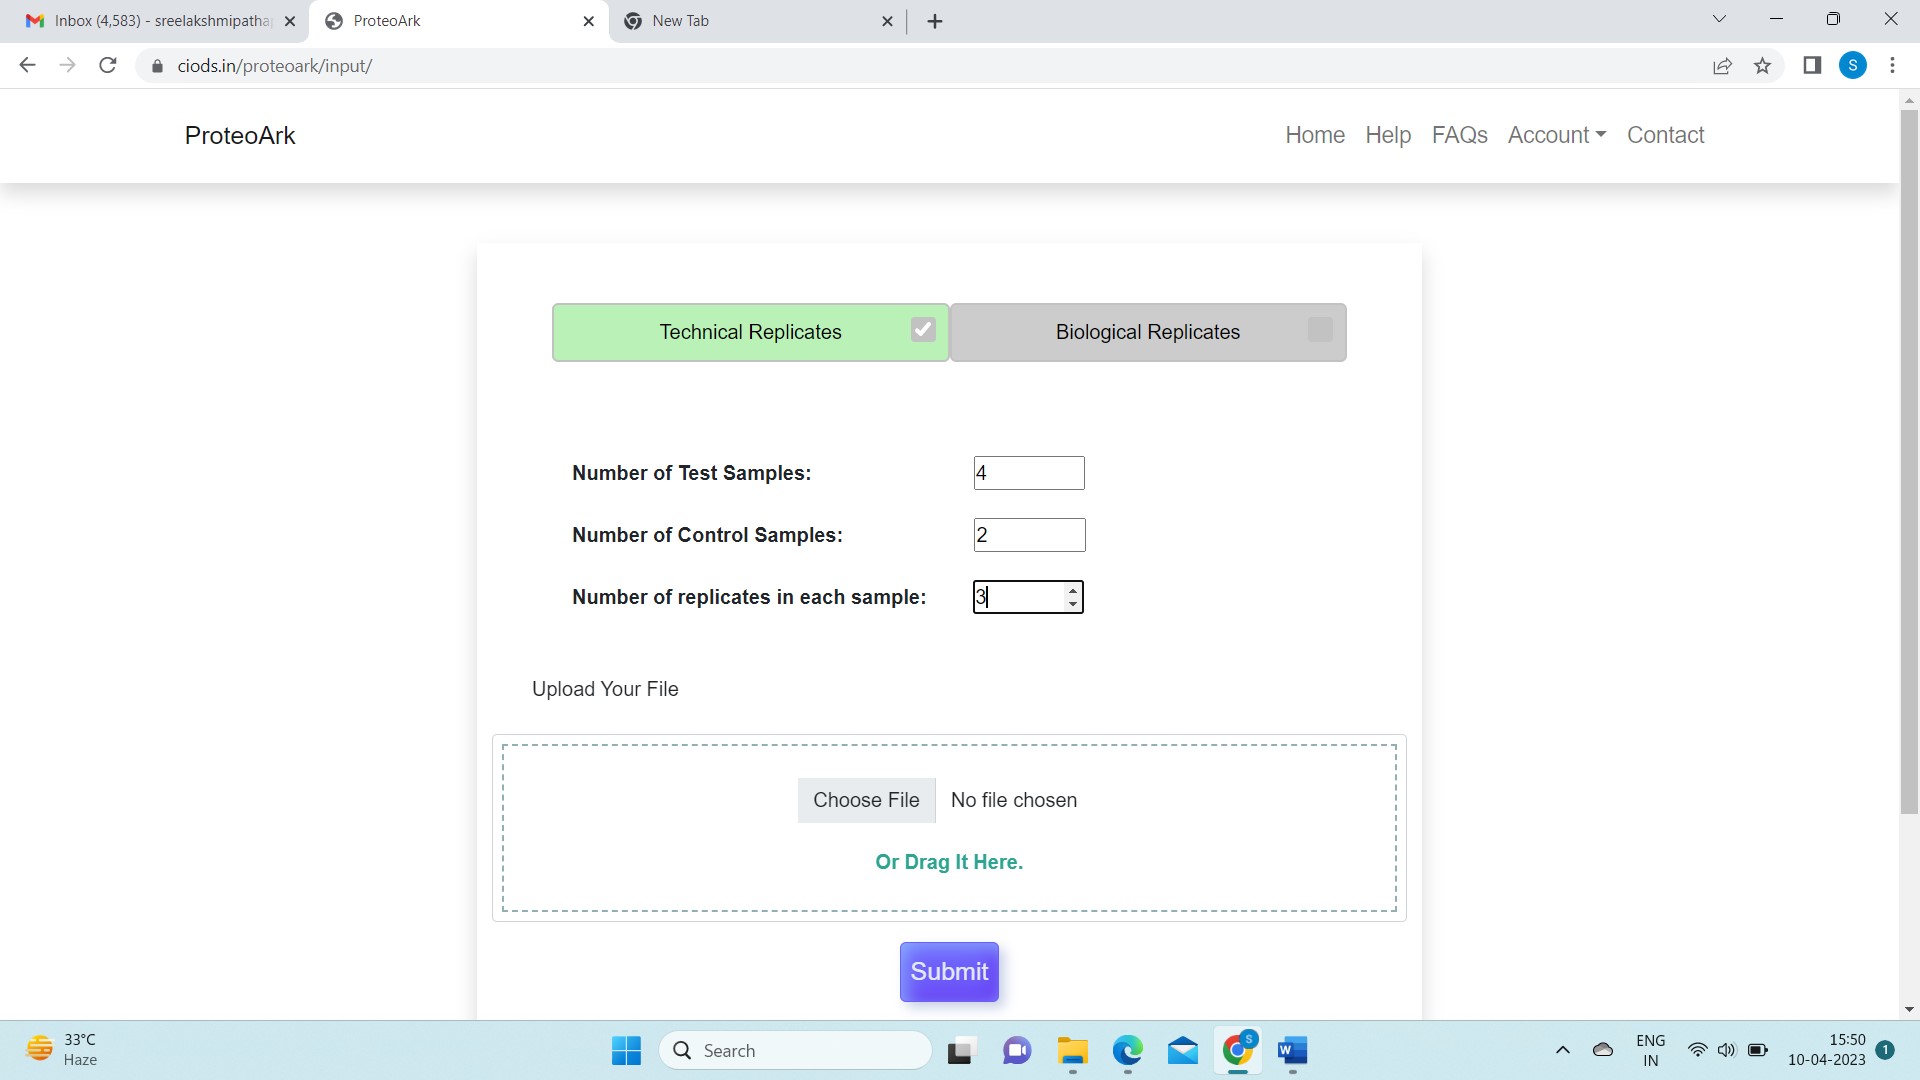 Inbox (4,583) - sreelakshmipatha
ProteoArk
New Tab
ciods.in/proteoark/input/
S
ProteoArk
Home Help FAQs Account Contact
Technical Replicates
Biological Replicates
Number of Test Samples: 4
Number of Control Samples: 2
Number of replicates in each sample: 3
Upload Your File
Choose File No file chosen
Or Drag It Here.
Submit
33°C
Haze
Search
S
W
ENG
IN
15:50
10-04-2023
1